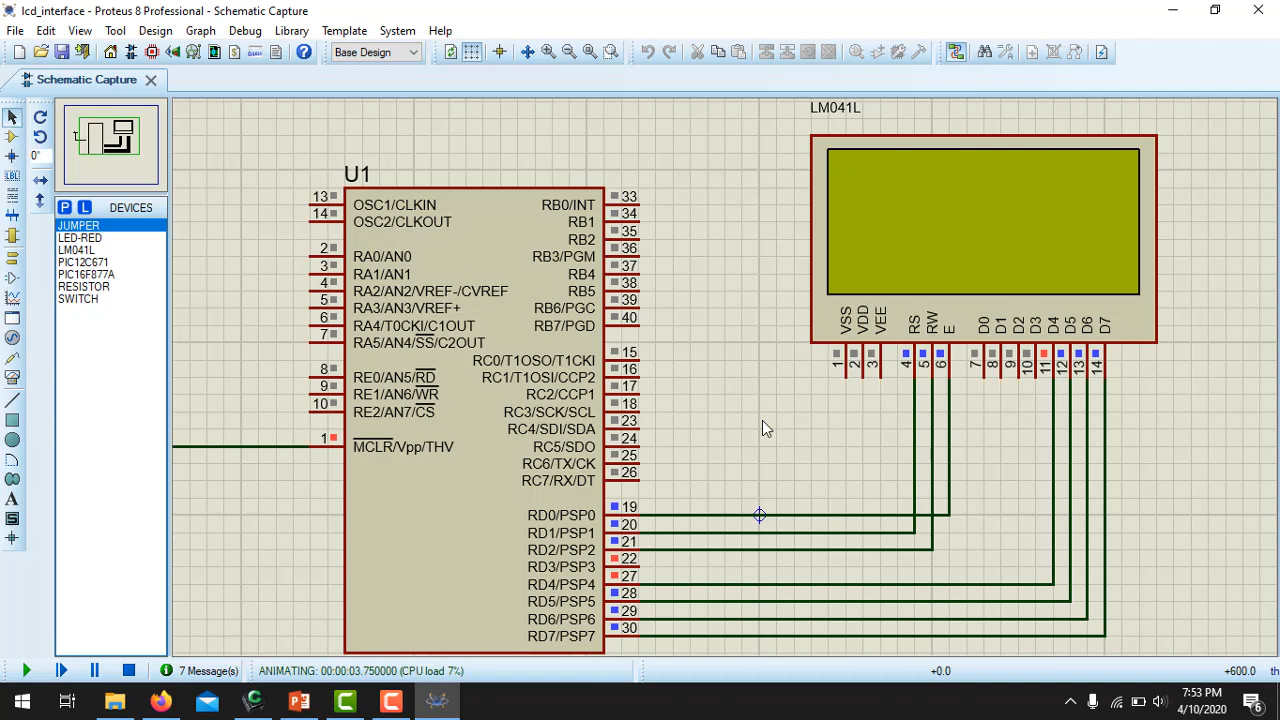 lcd_interface - Proteus 8 Professional - Schematic Capture
File Edit View Tool Design Graph Debug Library Template System Help
Base Design
Schematic Capture
0°
P L DEVICES
JUMPER
LED-RED
LM041L
PIC12C671
PIC16F877A
RESISTOR
SWITCH
LM041L
VSS VDD VEE RS RW E D0 D1 D2 D3 D4 D5 D6 D7
1 2 3 4 5 6 7 8 9 10 11 12 13 14
U1
13 OSC1/CLKIN RB0/INT 33
14 OSC2/CLKOUT RB1 34
RB2 35
2 RA0/AN0 RB3/PGM 36
3 RA1/AN1 RB4 37
4 RA2/AN2/VREF-/CVREF RB5 38
5 RA3/AN3/VREF+ RB6/PGC 39
6 RA4/T0CKI/C1OUT RB7/PGD 40
7 RA5/AN4/SS/C2OUT
RC0/T1OSO/T1CKI 15
8 RE0/AN5/RD RC1/T1OSI/CCP2 16
9 RE1/AN6/WR RC2/CCP1 17
10 RE2/AN7/CS RC3/SCK/SCL 18
RC4/SDI/SDA 23
1 MCLR/Vpp/THV RC5/SDO 24
RC6/TX/CK 25
RC7/RX/DT 26
RD0/PSP0 19
RD1/PSP1 20
RD2/PSP2 21
RD3/PSP3 22
RD4/PSP4 27
RD5/PSP5 28
RD6/PSP6 29
RD7/PSP7 30
7 Message(s) ANIMATING: 00:00:03.750000 (CPU load 7%) +0.0 +600.0 th
7:53 PM
4/10/2020
6